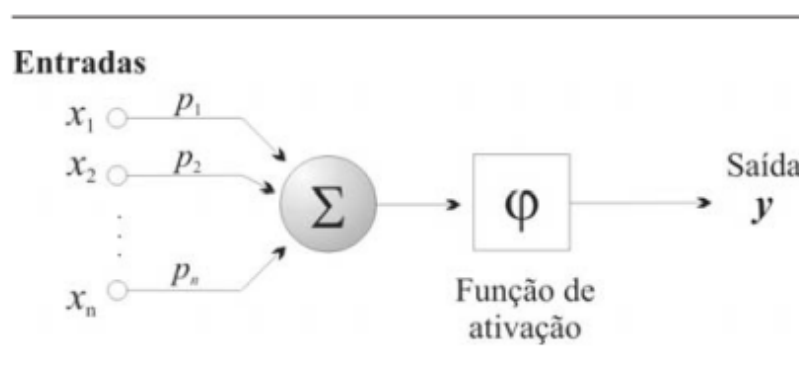 Entradas
x₁ p₁
x₂ p₂
xₙ pₙ
Σ
φ
Função de
ativação
Saída
y